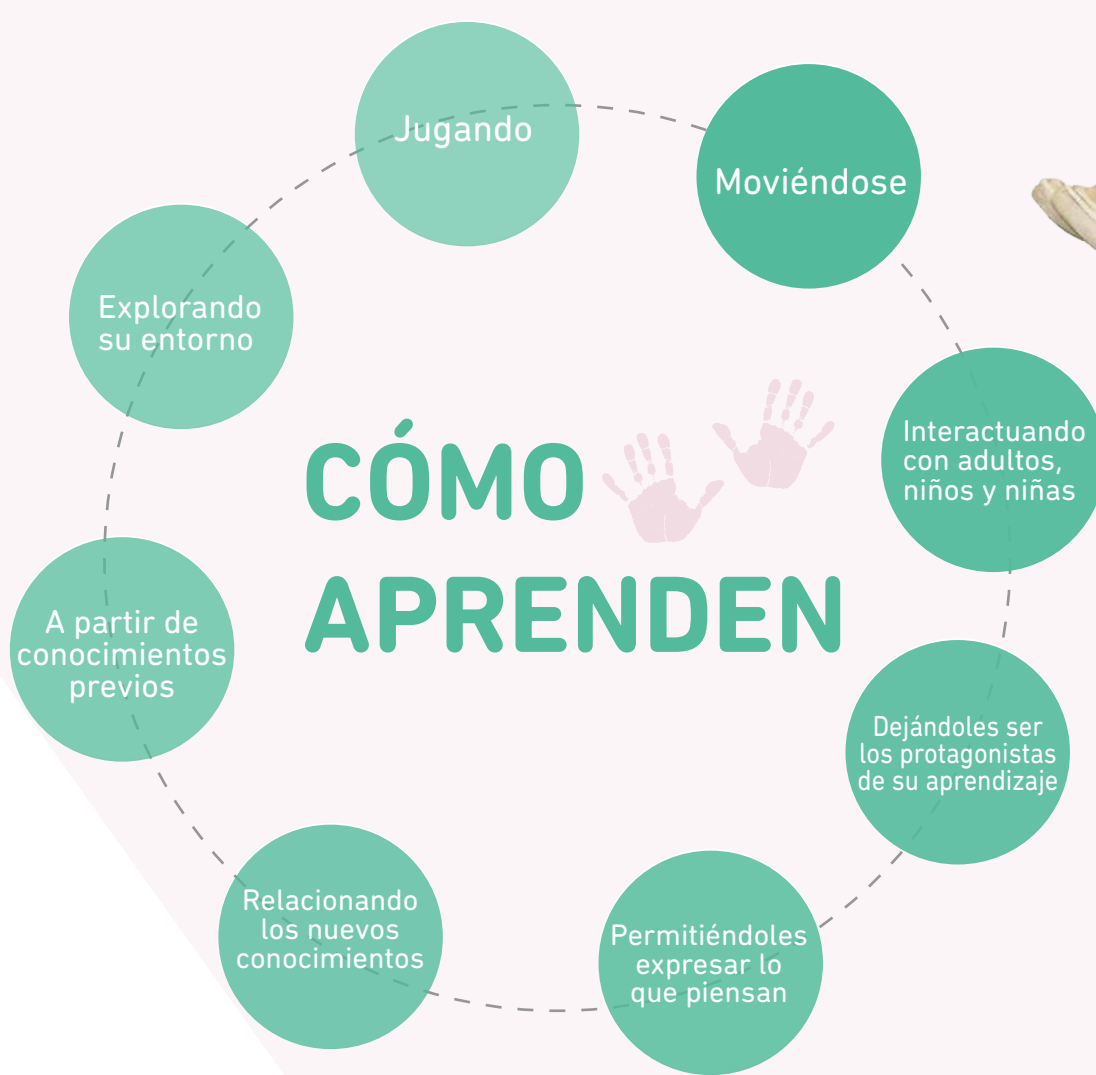 Jugando
Moviéndose
Explorando
su entorno
Interactuando
con adultos,
niños y niñas
CÓMO
APRENDEN
A partir de
conocimientos
previos
Dejándoles ser
los protagonistas
de su aprendizaje
Relacionando
los nuevos
conocimientos
Permitiéndoles
expresar lo
que piensan